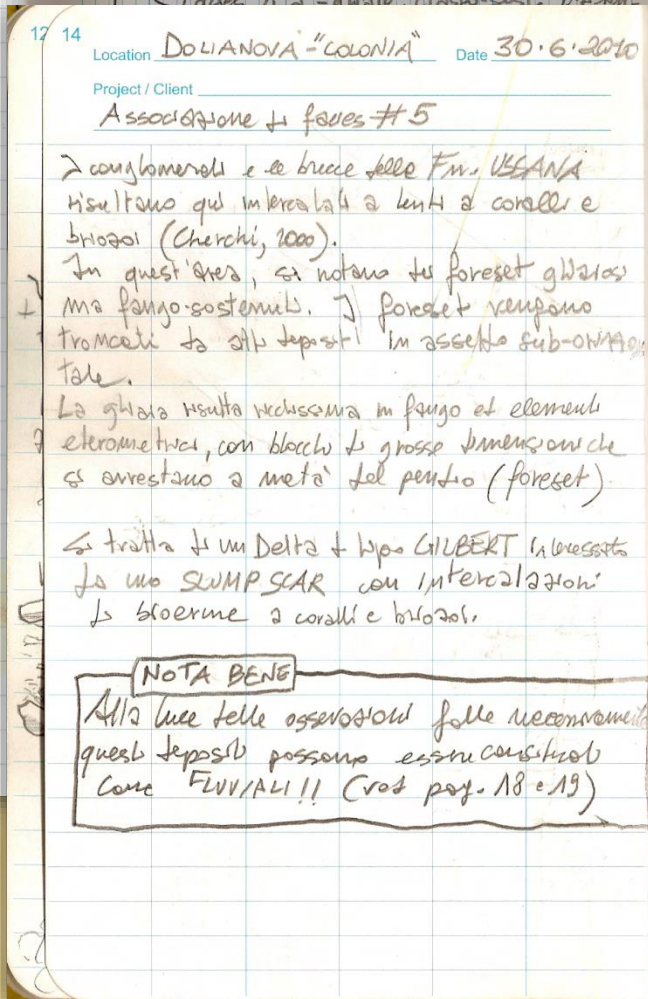 12 14
Location DOLIANOVA-"COLONIA" Date 30.6.2010
Project / Client
Associazione di facies #5
I conglomerati e le brecce della Fm. USSANA
risultano qui intercalati a lenti a coralli e
briozoi (Cherchi, 2000).
In quest'area, si notano dei foreset ghiaiosi
ma fango-sostenuti. I foreset vengono
troncati da altri depositi in assetto sub-orizzon
tale.
La ghiaia risulta ricchissima in fango ed elementi
eterometrici, con blocchi di grosse dimensioni che
si arrestano a metà del pendio (foreset)
Si tratta di un Delta di tipo GILBERT interessato
da uno SLUMP SCAR con intercalazioni
di bioerme a coralli e briozoi.
NOTA BENE
Alla luce delle osservazioni fatte
questi depositi possono essere considerati
come FLUVIALI!! (ved pag. 18 e 19)